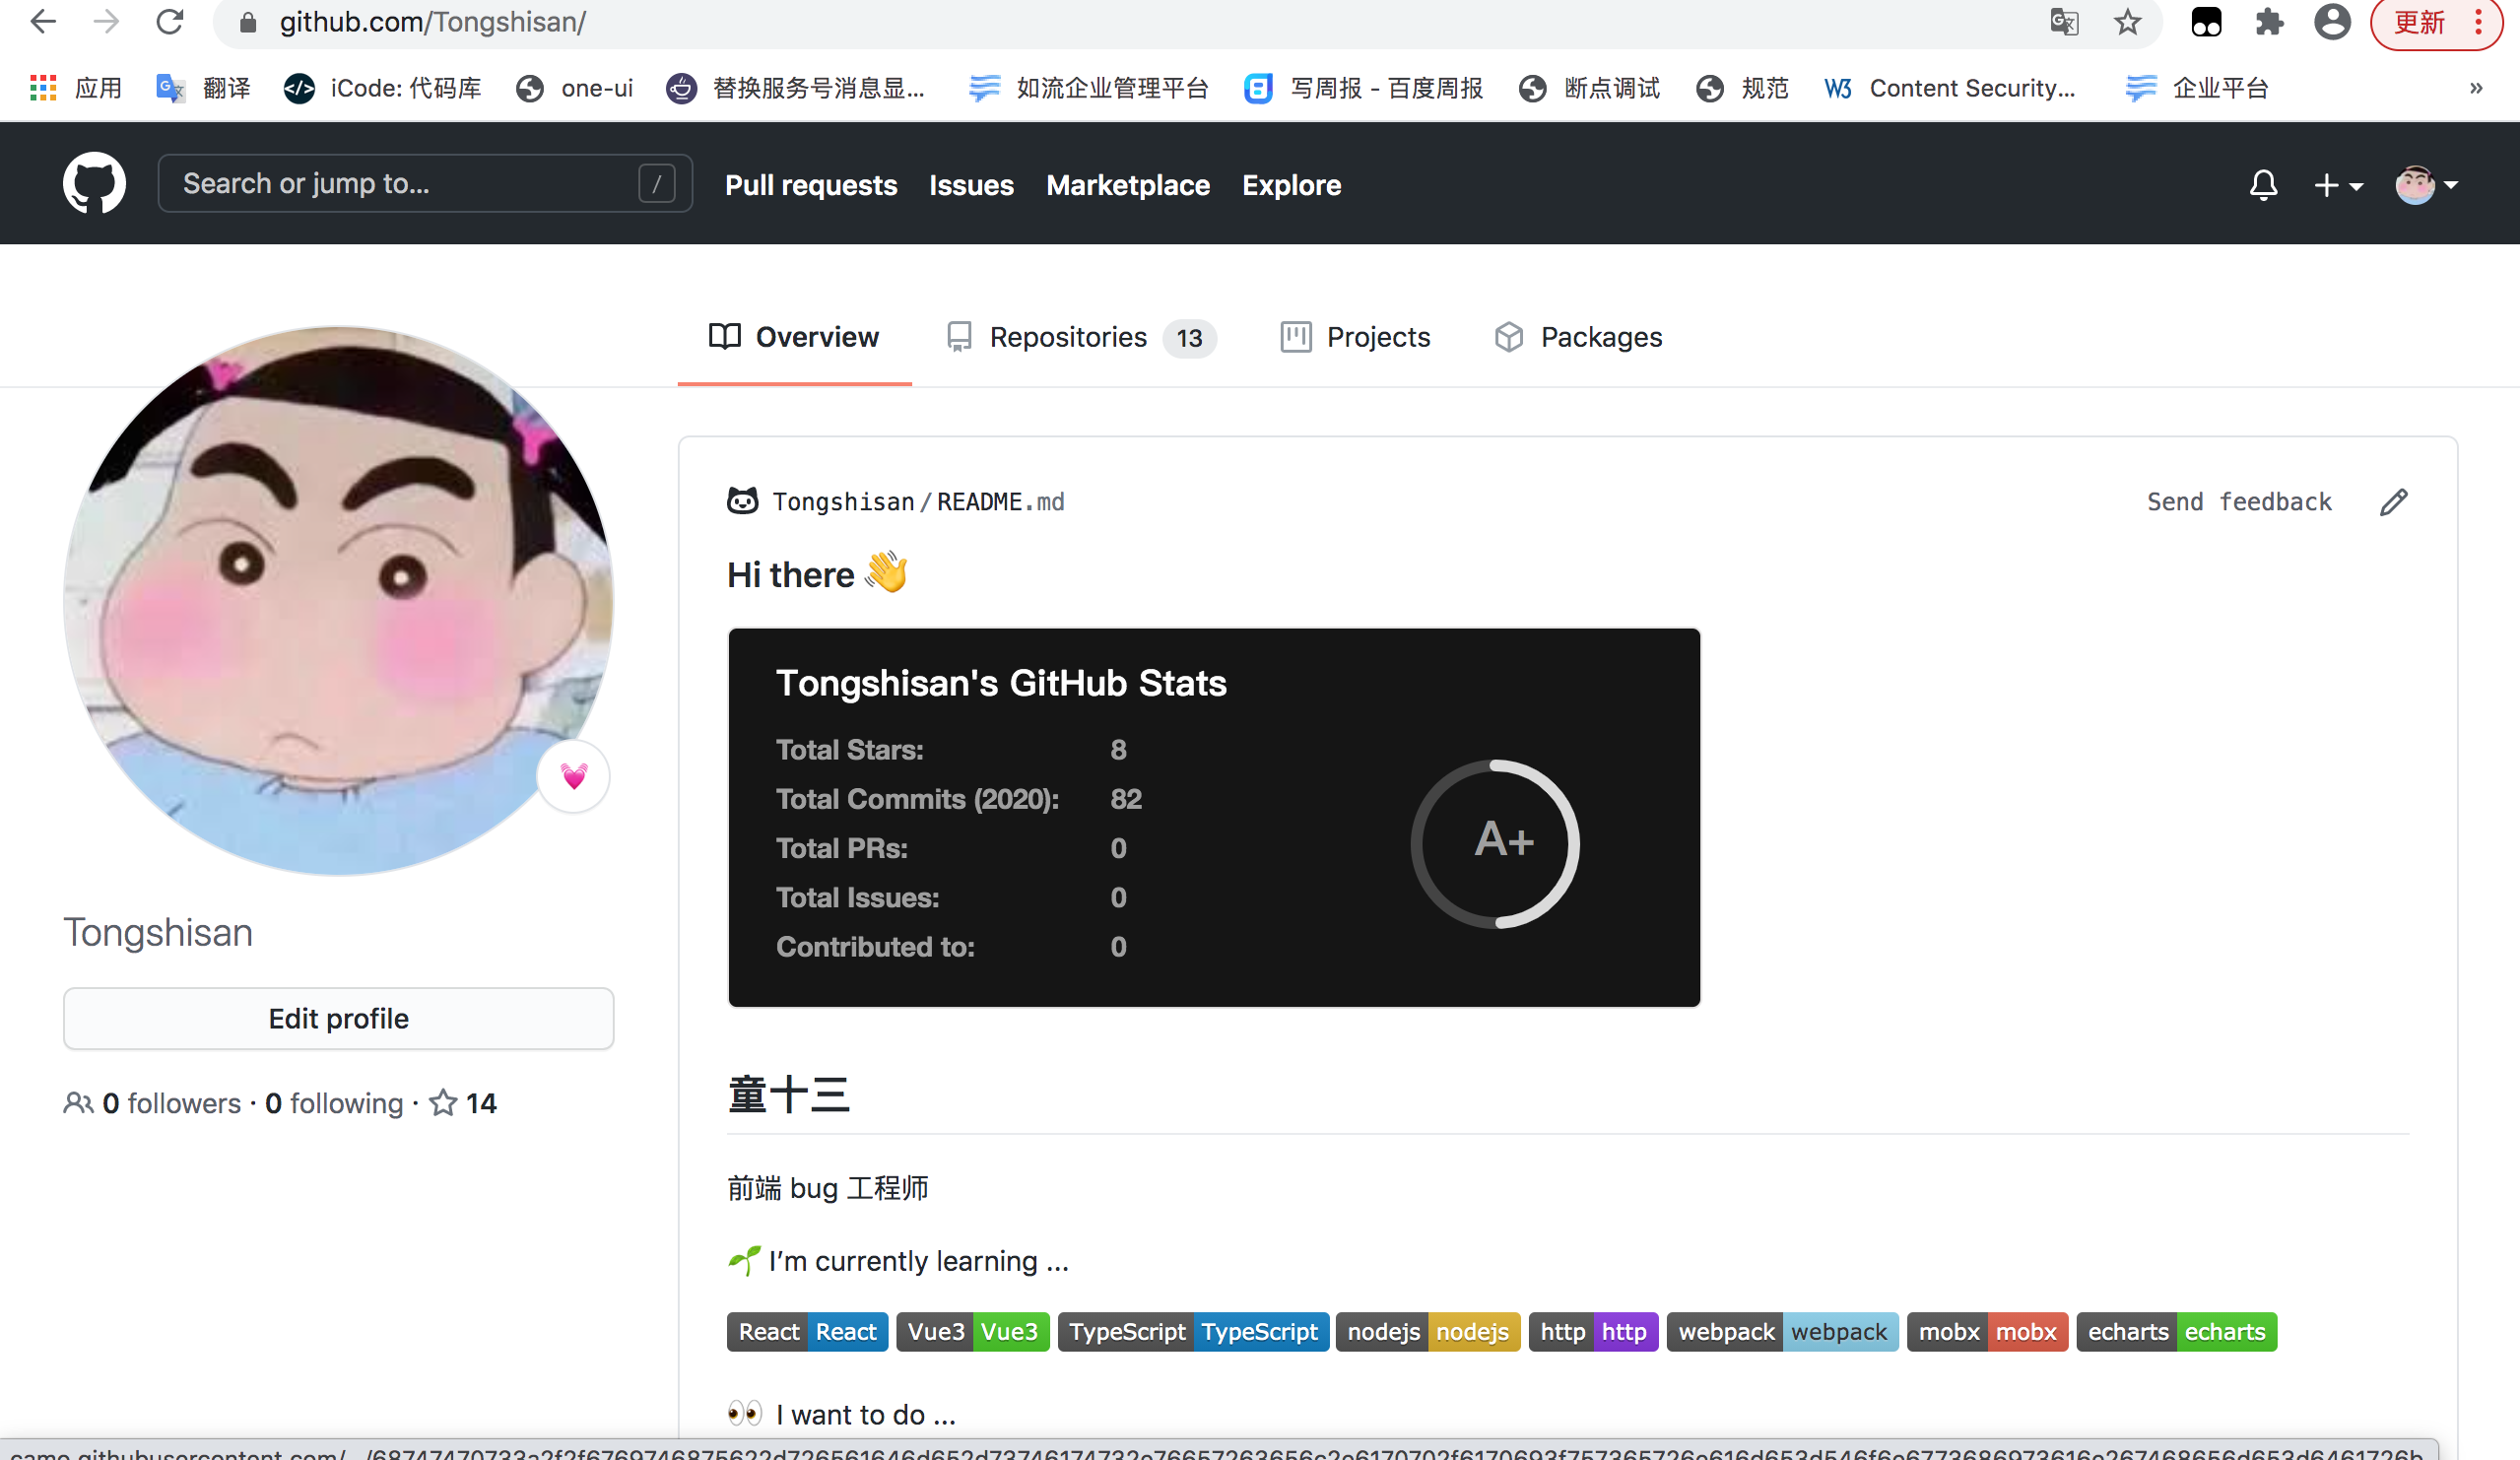 github.com/Tongshisan/
更新
应用 翻译 iCode: 代码库 one-ui 替换服务号消息显... 如流企业管理平台 写周报 - 百度周报 断点调试 规范 W3 Content Security... 企业平台 »
Search or jump to... / Pull requests Issues Marketplace Explore
Overview Repositories 13 Projects Packages
Tongshisan/README.md Send feedback
Hi there 👋
Tongshisan's GitHub Stats
Total Stars: 8
Total Commits (2020): 82
Total PRs: 0
Total Issues: 0
Contributed to: 0
A+
Tongshisan
Edit profile
0 followers · 0 following · 14
童十三
前端 bug 工程师
🌱 I’m currently learning ...
React React Vue3 Vue3 TypeScript TypeScript nodejs nodejs http http webpack webpack mobx mobx echarts echarts
👀 I want to do ...